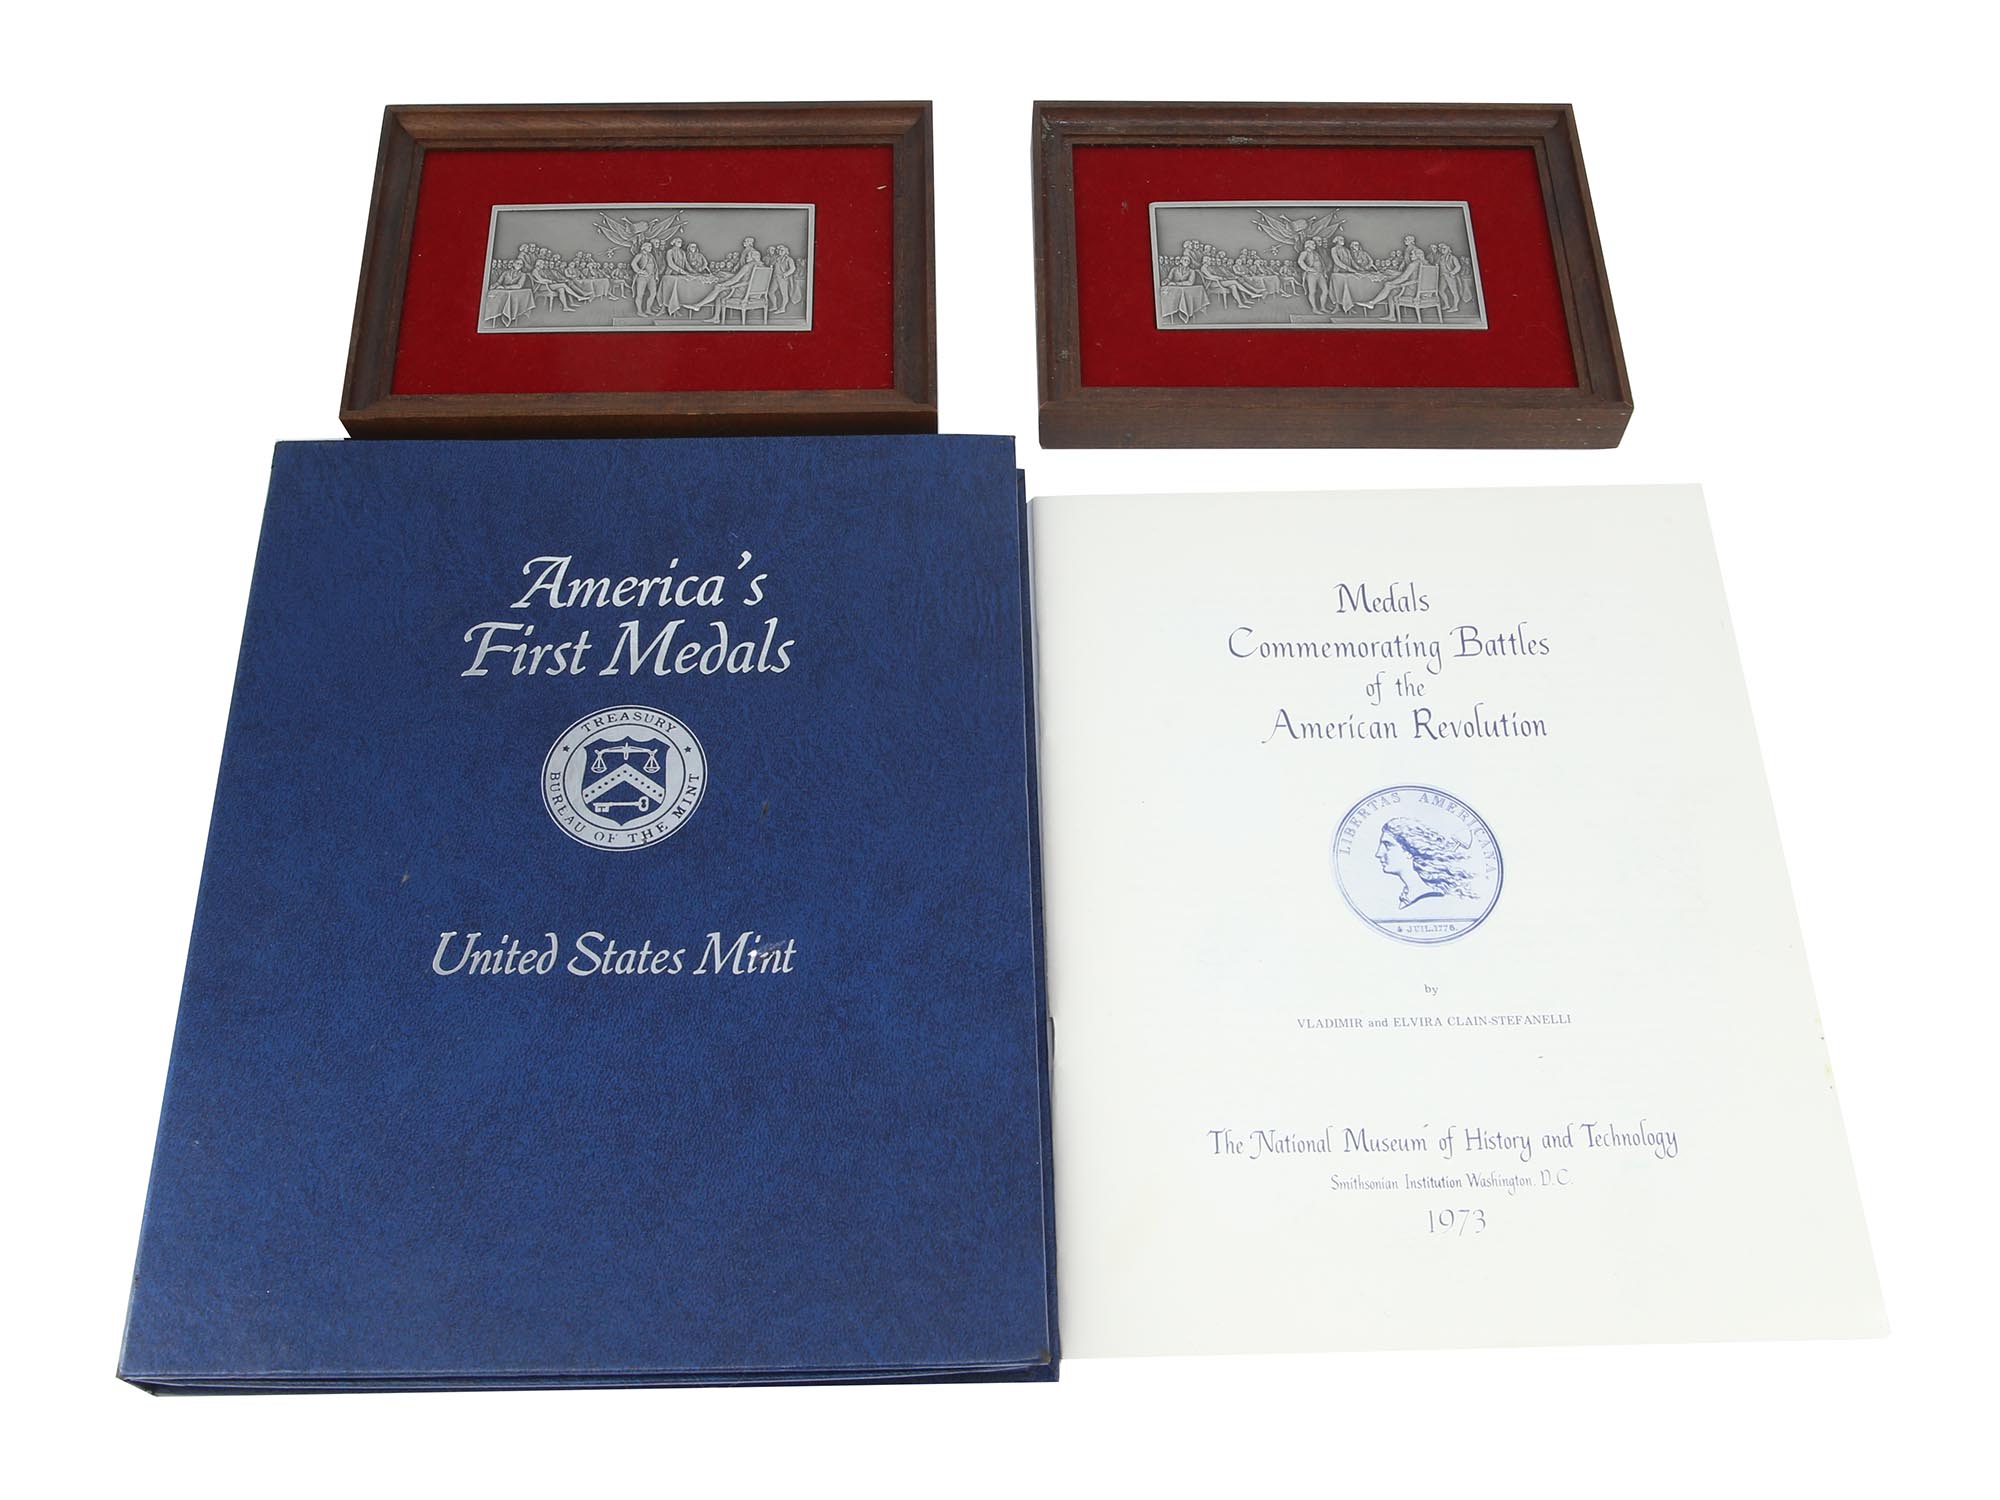 America's
First Medals
TREASURY
BUREAU OF THE MINT
United States Mint
Medals
Commemorating Battles
of the
American Revolution
LIBERTAS AMERICANA.
4 JUIL. 1776.
by
VLADIMIR and ELVIRA CLAIN-STEFANELLI
The National Museum of History and Technology
Smithsonian Institution Washington, D.C.
1973